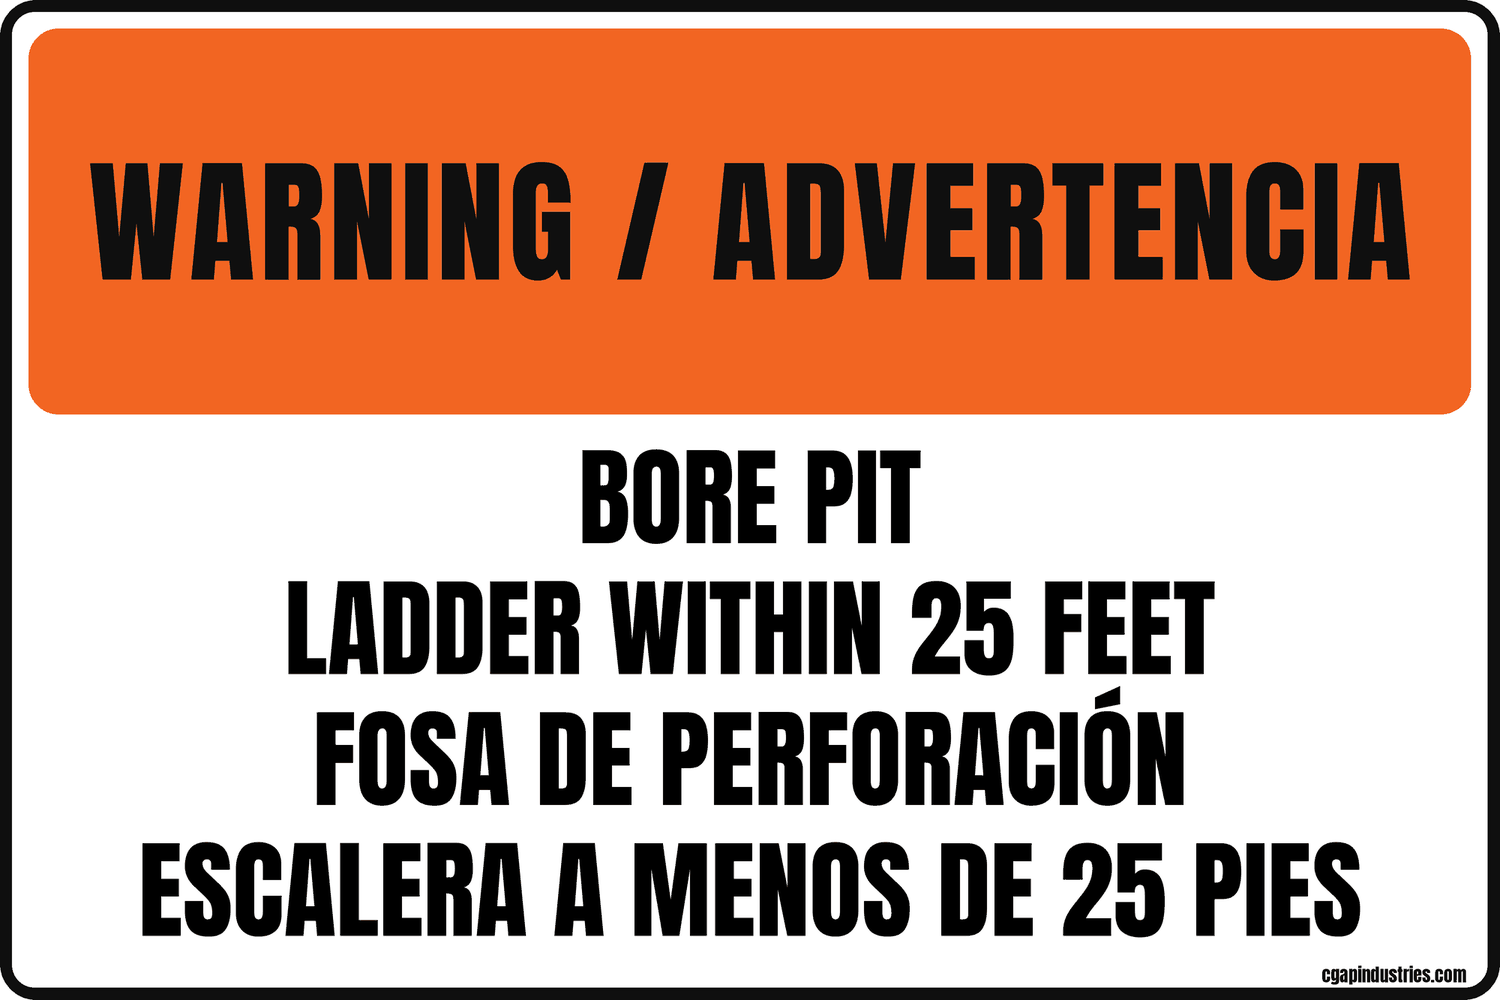 WARNING / ADVERTENCIA
BORE PIT
LADDER WITHIN 25 FEET
FOSA DE PERFORACIÓN
ESCALERA A MENOS DE 25 PIES
cgapindustries.com